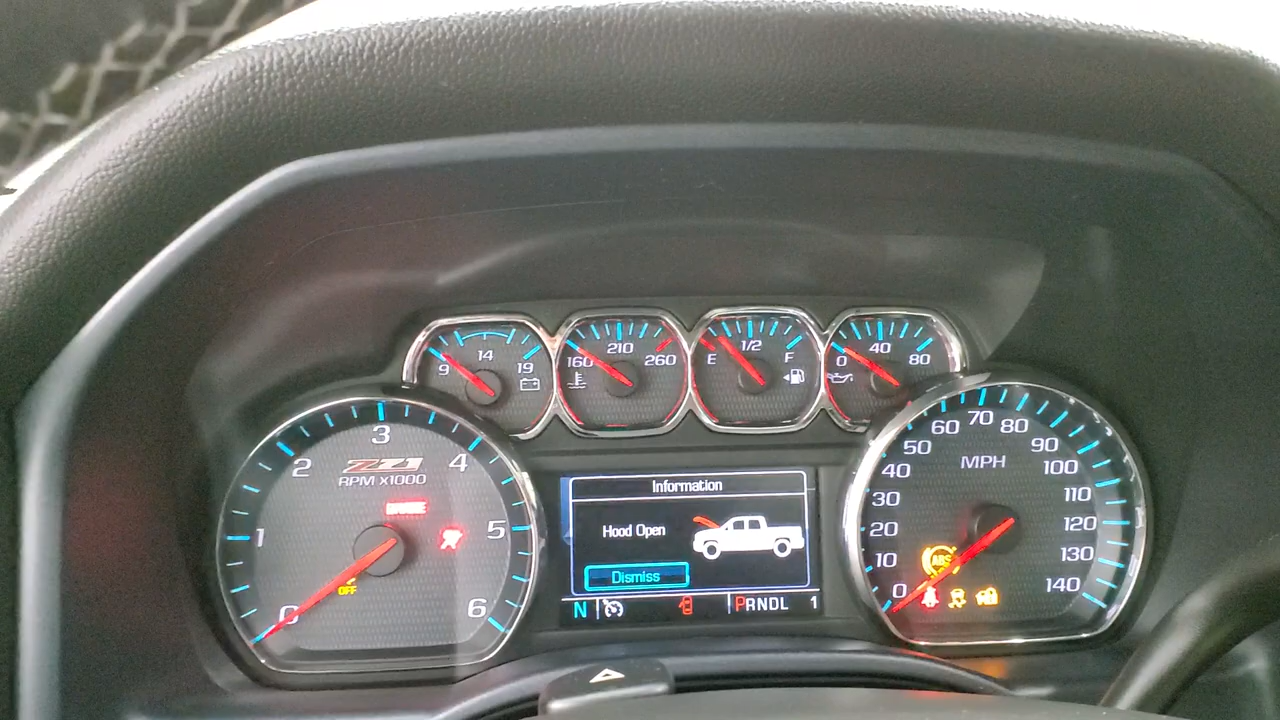 9 14 19
160 210 260
E 1/2 F
0 40 80
0 1 2 3 4 5 6
Z71
RPM X1000
BRAKE
OFF
Information
Hood Open
Dismiss
N
PRNDL 1
0 10 20 30 40 50 60 70 80 90 100 110 120 130 140
MPH
ABS